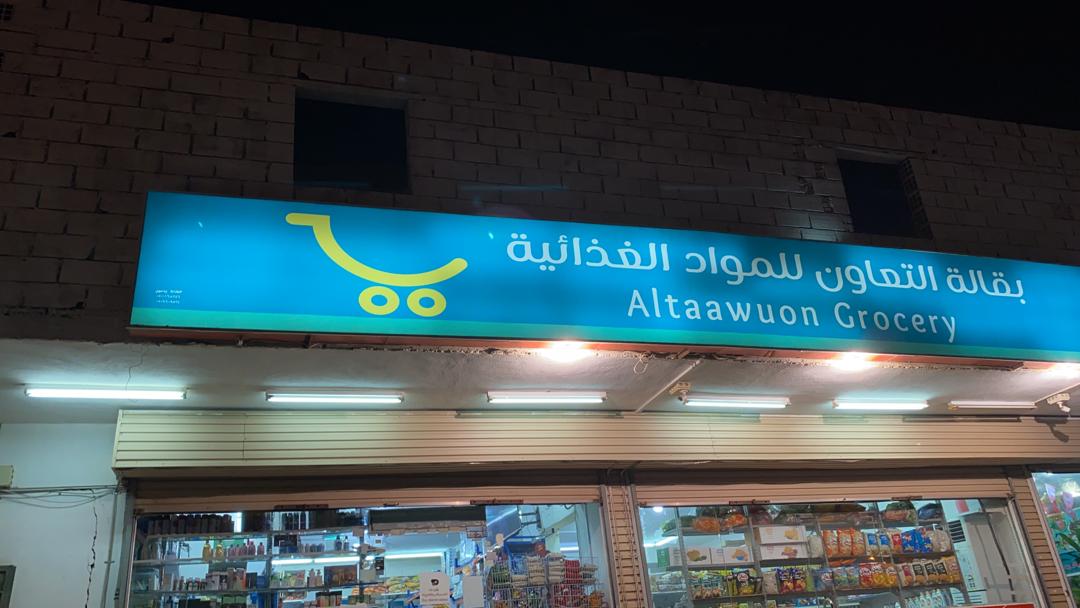 بقالة التعاون للمواد الغذائية
Altaawuon Grocery